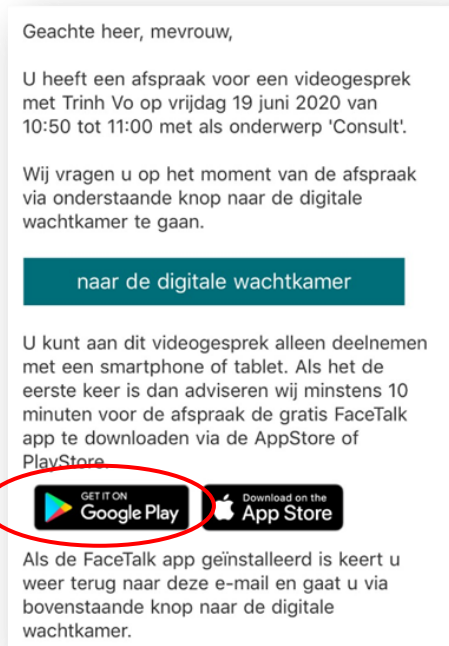 Geachte heer, mevrouw,
U heeft een afspraak voor een videogesprek
met Trinh Vo op vrijdag 19 juni 2020 van
10:50 tot 11:00 met als onderwerp 'Consult'.
Wij vragen u op het moment van de afspraak
via onderstaande knop naar de digitale
wachtkamer te gaan.
naar de digitale wachtkamer
U kunt aan dit videogesprek alleen deelnemen
met een smartphone of tablet. Als het de
eerste keer is dan adviseren wij minstens 10
minuten voor de afspraak de gratis FaceTalk
app te downloaden via de AppStore of
PlayStore.
GET IT ON
Google Play
Download on the
App Store
Als de FaceTalk app geïnstalleerd is keert u
weer terug naar deze e-mail en gaat u via
bovenstaande knop naar de digitale
wachtkamer.